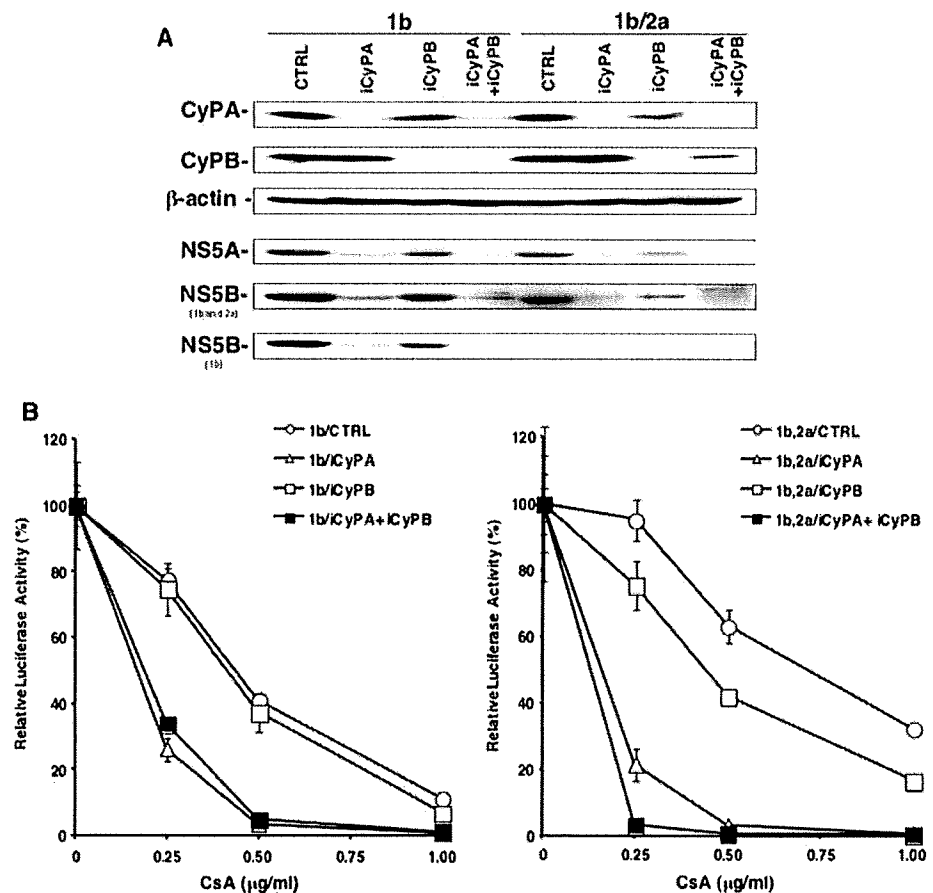 A
1b
1b/2a
CTRL
iCyPA
iCyPB
iCyPA
+iCyPB
CTRL
iCyPA
iCyPB
iCyPA
+iCyPB
CyPA-
CyPB-
β-actin -
NS5A-
NS5B-
(1b and 2a)
NS5B-
(1b)
B
1b/CTRL
1b/iCyPA
1b/iCyPB
1b/iCyPA+iCyPB
Relative Luciferase Activity (%)
120
100
80
60
40
20
0
0
0.25
0.50
0.75
1.00
CsA (μg/ml)
1b,2a/CTRL
1b,2a/iCyPA
1b,2a/iCyPB
1b,2a/iCyPA+ iCyPB
Relative Luciferase Activity (%)
120
100
80
60
40
20
0
0
0.25
0.50
0.75
1.00
CsA (μg/ml)